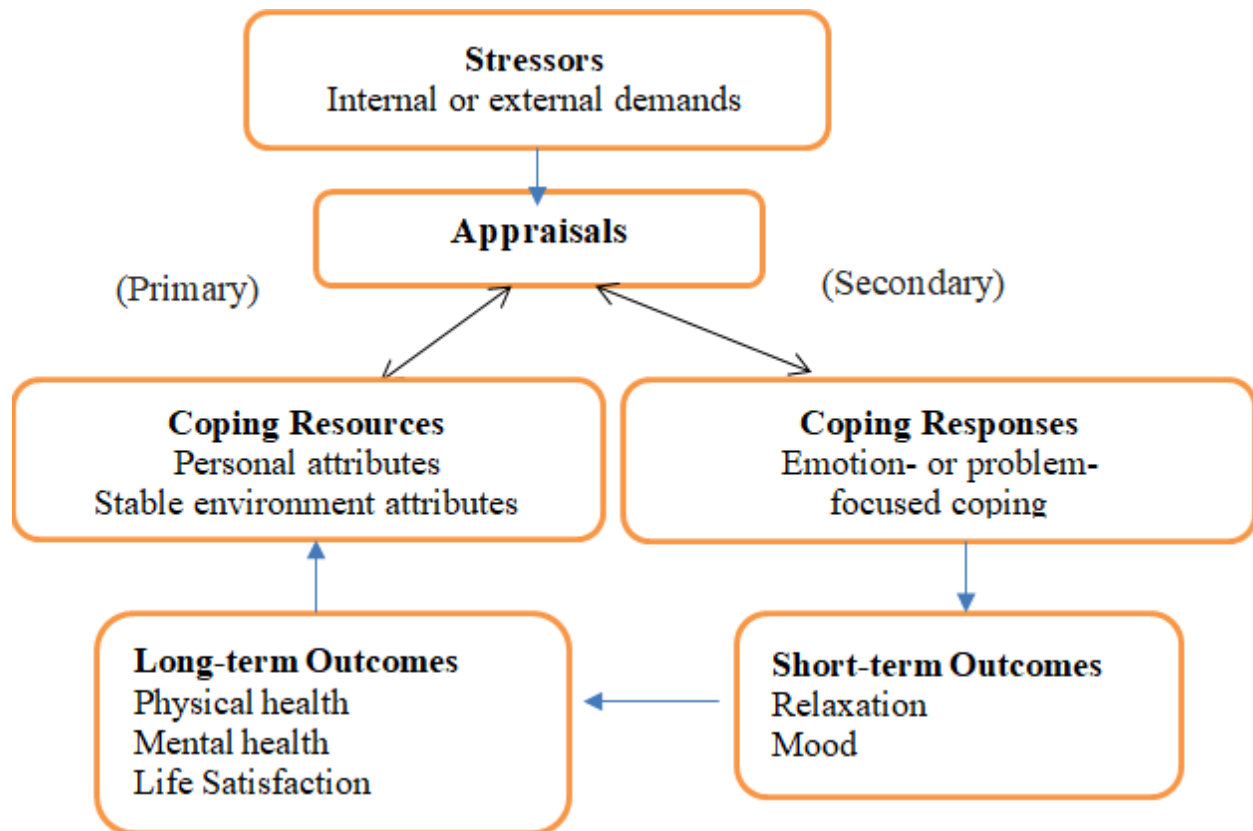 Stressors
Internal or external demands
Appraisals
(Primary)
(Secondary)
Coping Resources
Personal attributes
Stable environment attributes
Coping Responses
Emotion- or problem-
focused coping
Long-term Outcomes
Physical health
Mental health
Life Satisfaction
Short-term Outcomes
Relaxation
Mood